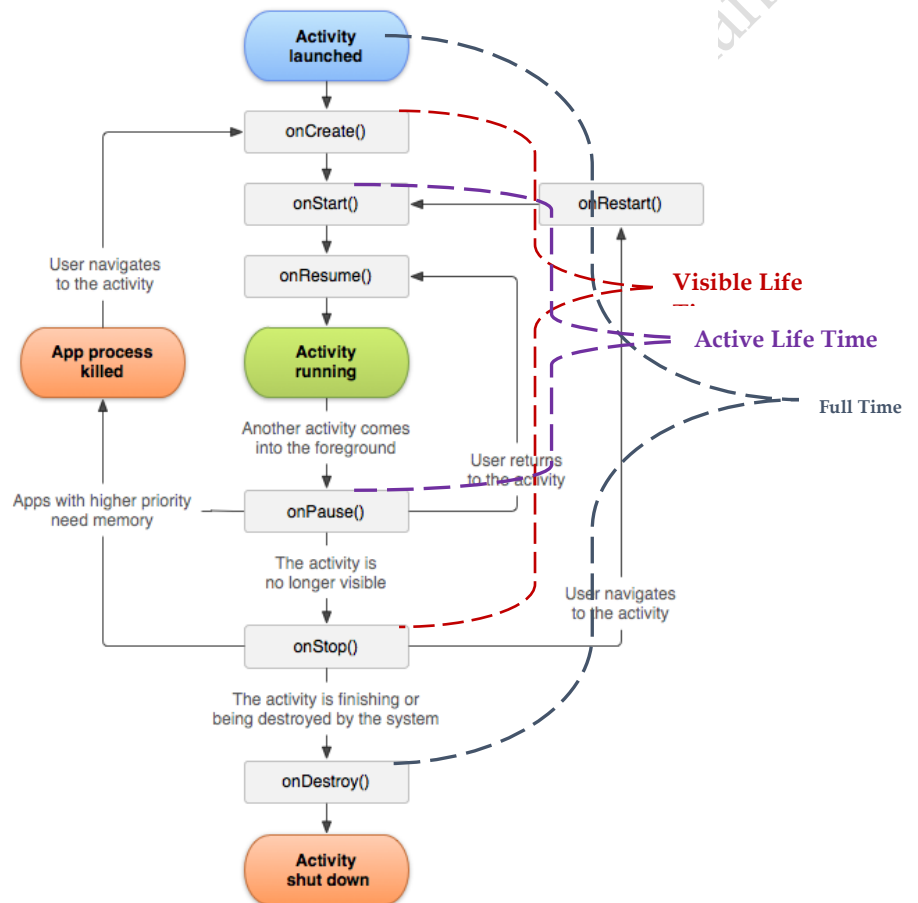 Activity
launched
onCreate()
onStart()
onRestart()
User navigates
to the activity
onResume()
Visible Life
App process
killed
Activity
running
Active Life Time
Full Time
Another activity comes
into the foreground
User returns
to the activity
Apps with higher priority
need memory
onPause()
The activity is
no longer visible
User navigates
to the activity
onStop()
The activity is finishing or
being destroyed by the system
onDestroy()
Activity
shut down